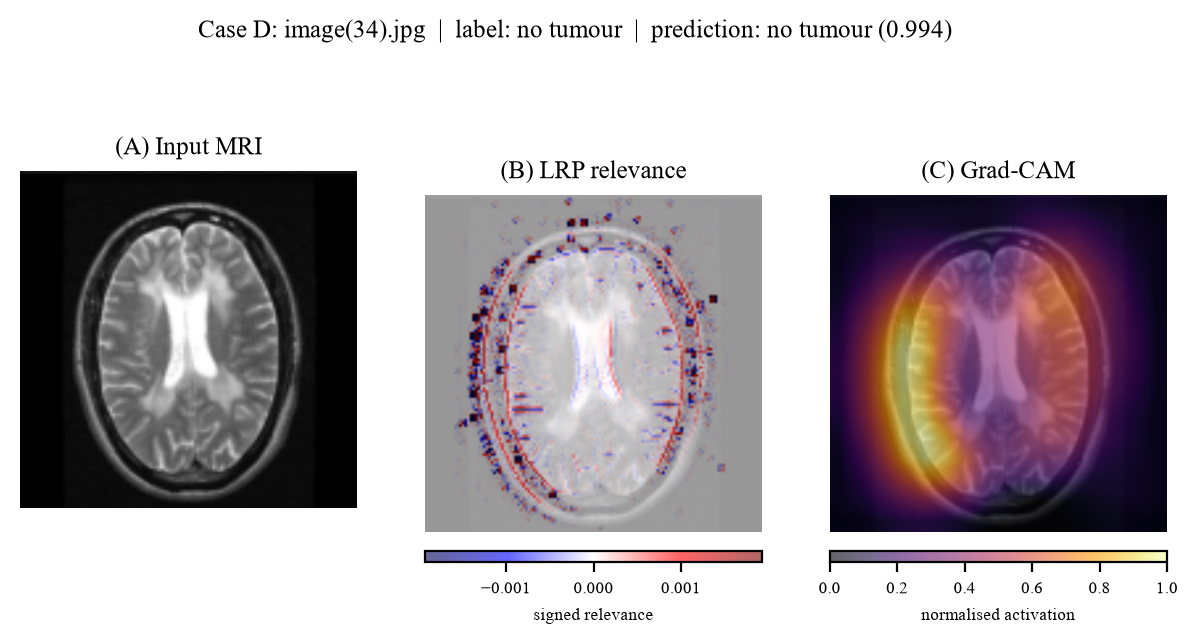 Case D: image(34).jpg | label: no tumour | prediction: no tumour (0.994)
(A) Input MRI
(B) LRP relevance
(C) Grad-CAM
−0.001 0.000 0.001
signed relevance
0.0 0.2 0.4 0.6 0.8 1.0
normalised activation